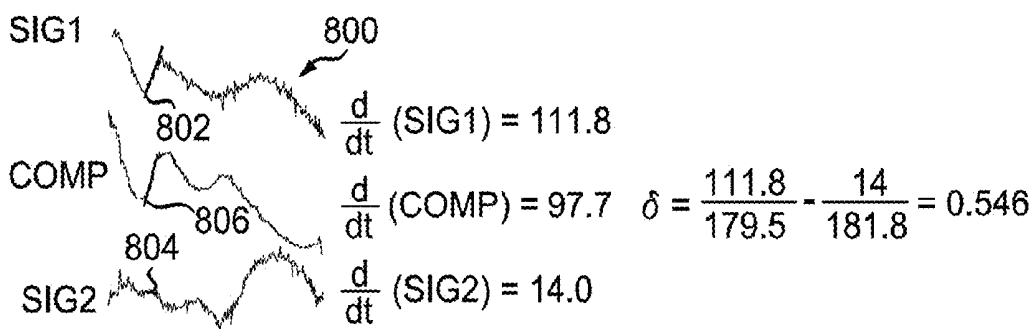 SIG1
800
802
d/dt (SIG1) = 111.8
COMP
806
d/dt (COMP) = 97.7
δ = 111.8/179.5 - 14/181.8 = 0.546
804
SIG2
d/dt (SIG2) = 14.0